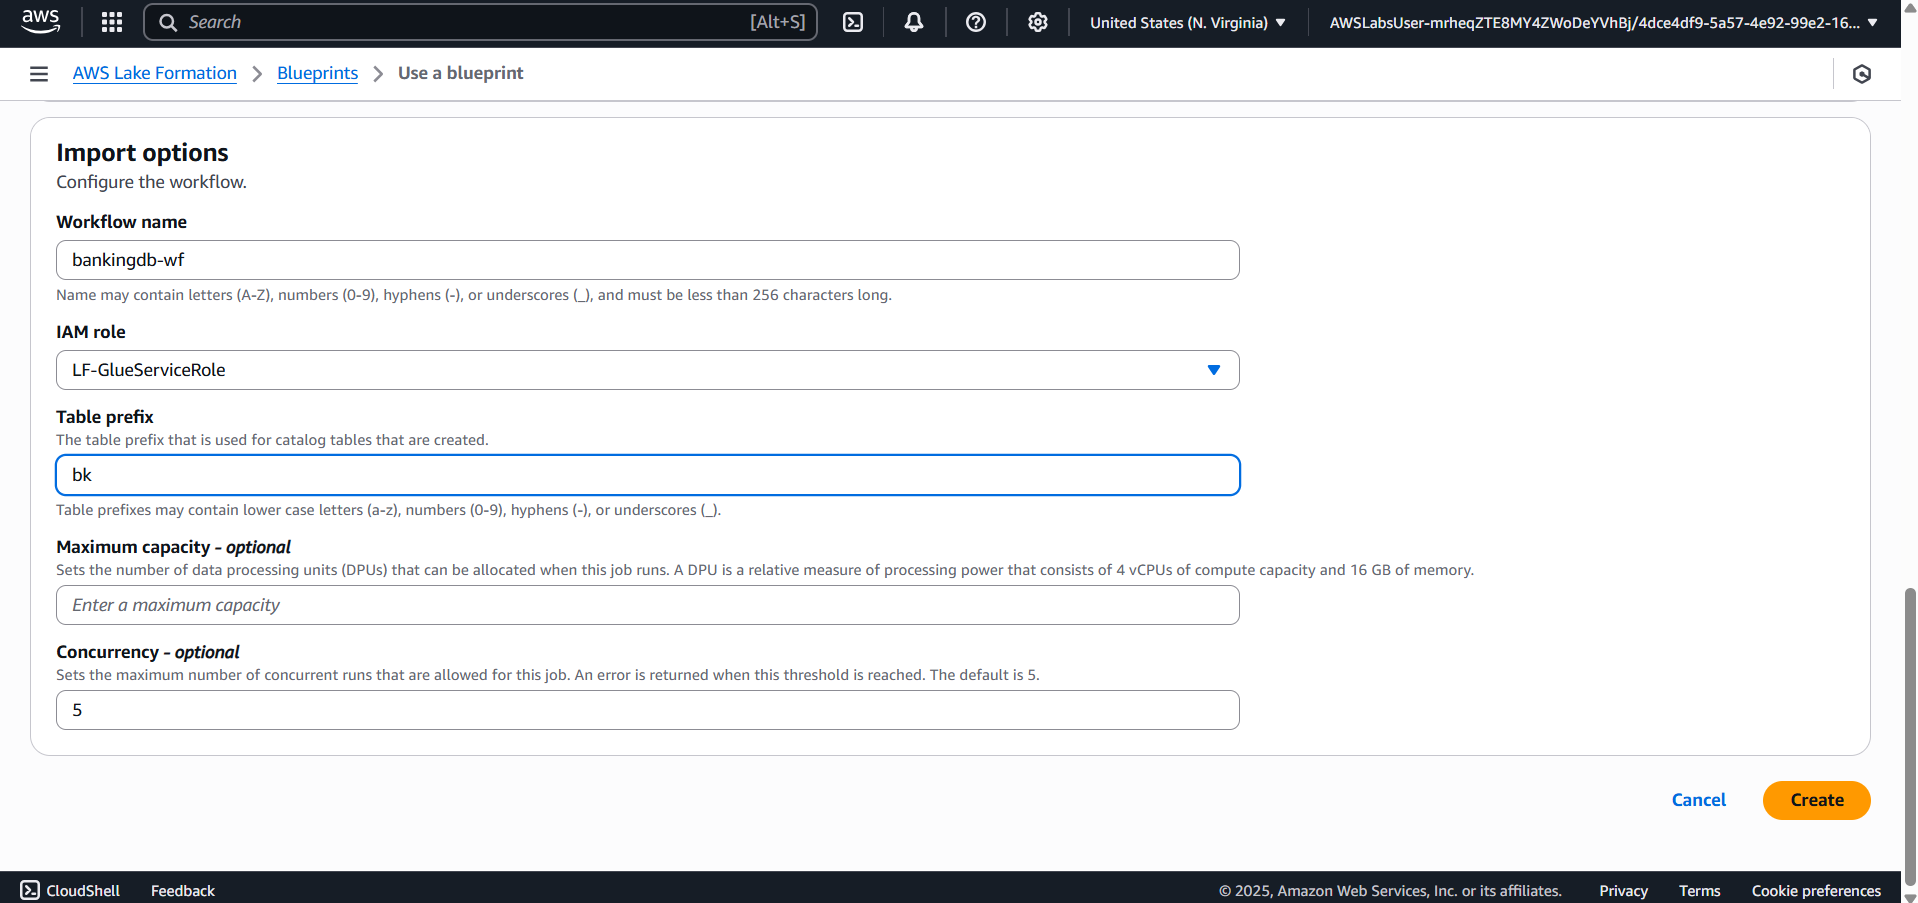 aws
Search [Alt+S] United States (N. Virginia) AWSLabsUser-mrheqZTE8MY4ZWoDeYVhBj/4dce4df9-5a57-4e92-99e2-16...
AWS Lake Formation Blueprints Use a blueprint
Import options
Configure the workflow.
Workflow name
bankingdb-wf
Name may contain letters (A-Z), numbers (0-9), hyphens (-), or underscores (_), and must be less than 256 characters long.
IAM role
LF-GlueServiceRole
Table prefix
The table prefix that is used for catalog tables that are created.
bk
Table prefixes may contain lower case letters (a-z), numbers (0-9), hyphens (-), or underscores (_).
Maximum capacity - optional
Sets the number of data processing units (DPUs) that can be allocated when this job runs. A DPU is a relative measure of processing power that consists of 4 vCPUs of compute capacity and 16 GB of memory.
Enter a maximum capacity
Concurrency - optional
Sets the maximum number of concurrent runs that are allowed for this job. An error is returned when this threshold is reached. The default is 5.
5
Cancel Create
CloudShell Feedback © 2025, Amazon Web Services, Inc. or its affiliates. Privacy Terms Cookie preferences